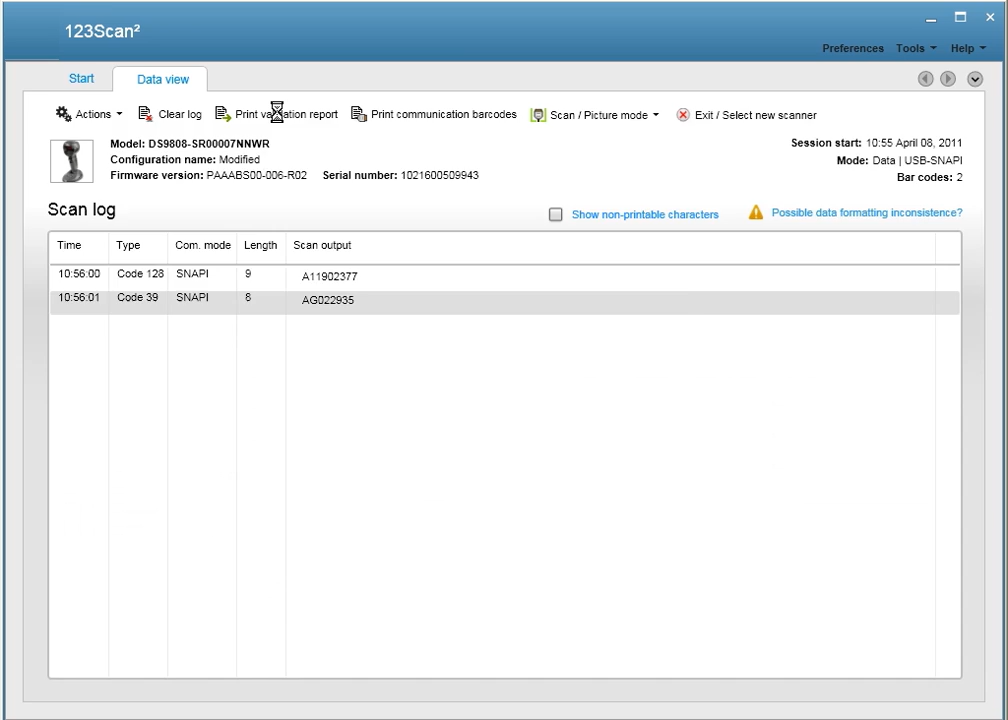 123Scan²
Preferences Tools Help
Start Data view
Actions Clear log Print validation report Print communication barcodes Scan / Picture mode Exit / Select new scanner
Model: DS9808-SR00007NNWR
Configuration name: Modified
Firmware version: PAAABS00-006-R02 Serial number: 1021600509943
Session start: 10:55 April 08, 2011
Mode: Data | USB-SNAPI
Bar codes: 2
Scan log
Show non-printable characters Possible data formatting inconsistence?
Time Type Com. mode Length Scan output
10:56:00 Code 128 SNAPI 9 A11902377
10:56:01 Code 39 SNAPI 8 AG022935